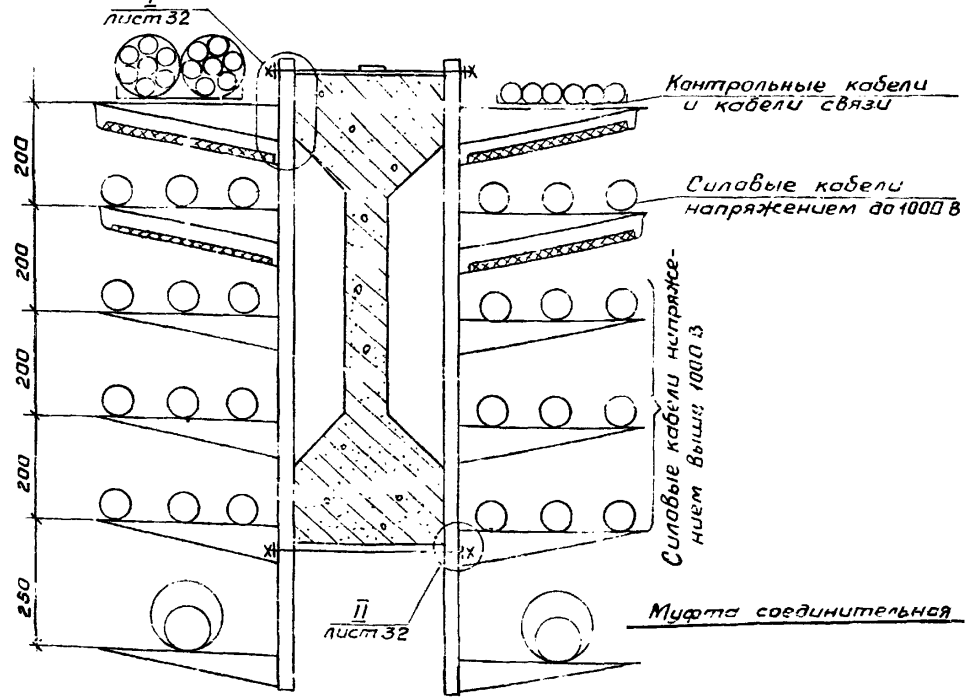 I
лист 32
Контрольные кабели
и кабели связи
Силовые кабели
напряжением до 1000 В
200
200
200
200
250
Силовые кабели напряже-
нием выше 1000 В
II
лист 32
Муфта соединительная